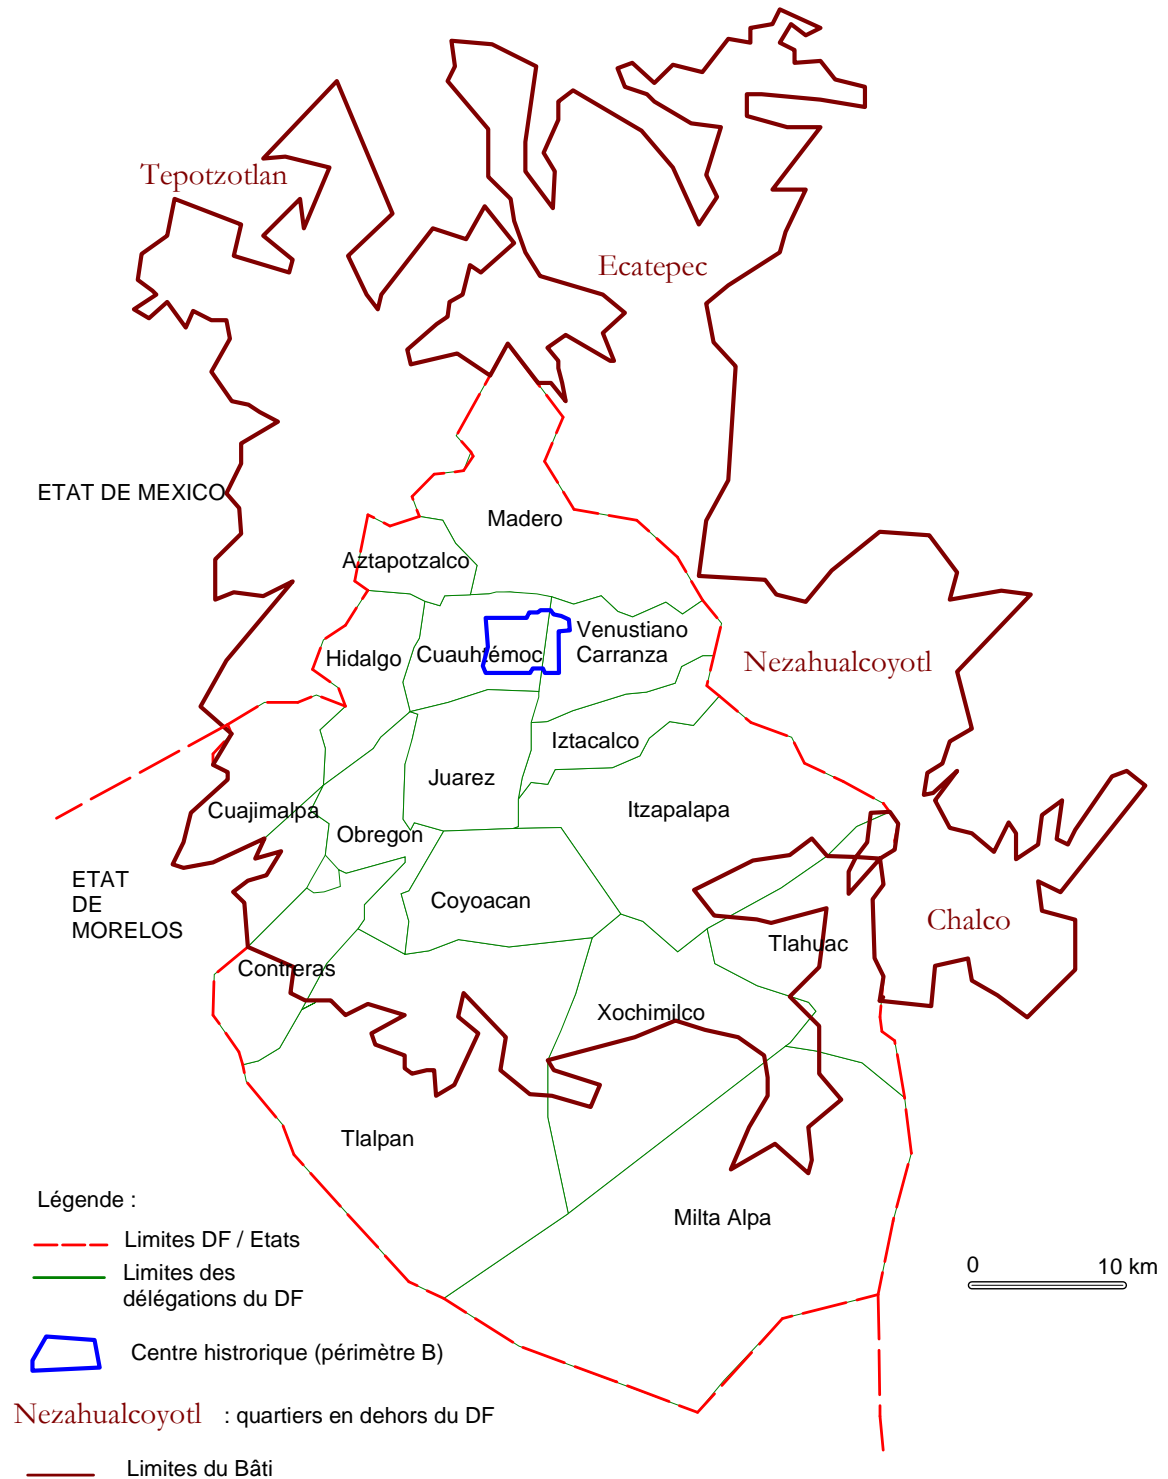 Tepotzotlan
Ecatepec
ETAT DE MEXICO
Madero
Aztapotzalco
Venustiano
Carranza
Hidalgo
Cuauhtémoc
Nezahualcoyotl
Iztacalco
Juarez
Itzapalapa
Cuajimalpa
Obregon
ETAT
DE
MORELOS
Coyoacan
Chalco
Tlahuac
Contreras
Xochimilco
Tlalpan
Milta Alpa
Légende :
Limites DF / Etats
Limites des
délégations du DF
Centre histrorique (périmètre B)
Nezahualcoyotl : quartiers en dehors du DF
Limites du Bâti
0 10 km